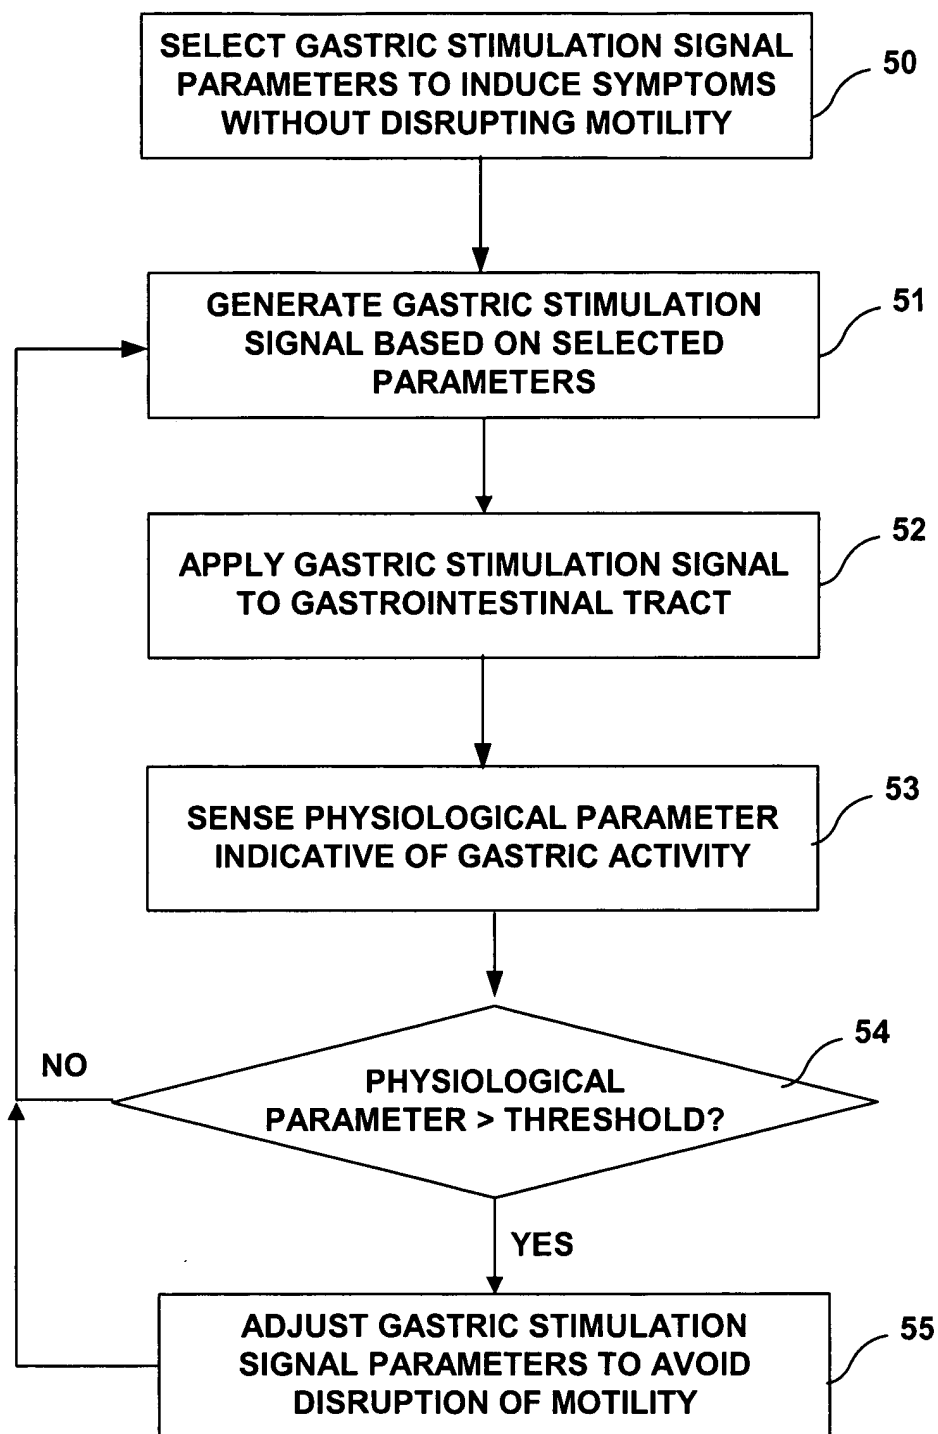 SELECT GASTRIC STIMULATION SIGNAL
PARAMETERS TO INDUCE SYMPTOMS
WITHOUT DISRUPTING MOTILITY
50
GENERATE GASTRIC STIMULATION
SIGNAL BASED ON SELECTED
PARAMETERS
51
APPLY GASTRIC STIMULATION SIGNAL
TO GASTROINTESTINAL TRACT
52
SENSE PHYSIOLOGICAL PARAMETER
INDICATIVE OF GASTRIC ACTIVITY
53
PHYSIOLOGICAL
PARAMETER > THRESHOLD?
54
NO
YES
ADJUST GASTRIC STIMULATION
SIGNAL PARAMETERS TO AVOID
DISRUPTION OF MOTILITY
55